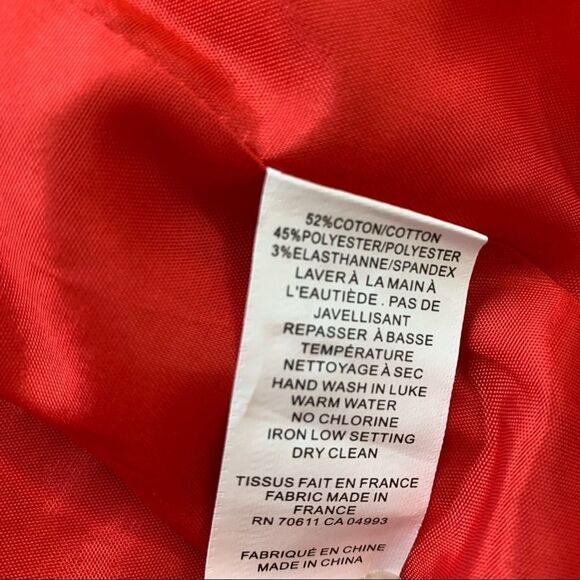 52%COTON/COTTON
45%POLYESTER/POLYESTER
3%ELASTHANNE/SPANDEX
LAVER À LA MAIN À
L'EAUTIÈDE . PAS DE
JAVELLISANT
REPASSER À BASSE
TEMPÉRATURE
NETTOYAGE À SEC
HAND WASH IN LUKE
WARM WATER
NO CHLORINE
IRON LOW SETTING
DRY CLEAN
TISSUS FAIT EN FRANCE
FABRIC MADE IN
FRANCE
RN 70611 CA 04993
FABRIQUÉ EN CHINE
MADE IN CHINA